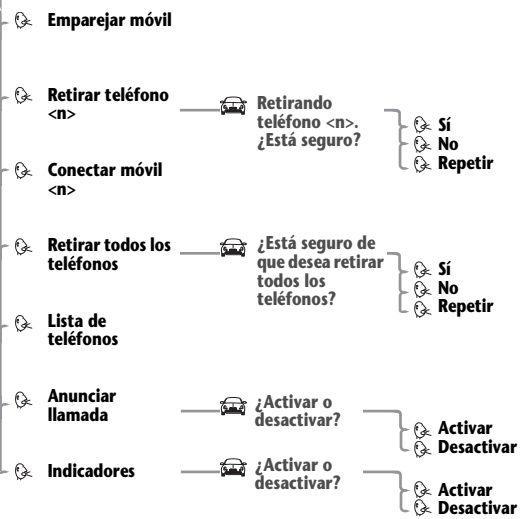 Emparejar móvil
Retirar teléfono
<n>
Retirando
teléfono <n>.
¿Está seguro?
Sí
No
Repetir
Conectar móvil
<n>
Retirar todos los
teléfonos
¿Está seguro de
que desea retirar
todos los
teléfonos?
Sí
No
Repetir
Lista de
teléfonos
Anunciar
llamada
¿Activar o
desactivar?
Activar
Desactivar
Indicadores
¿Activar o
desactivar?
Activar
Desactivar